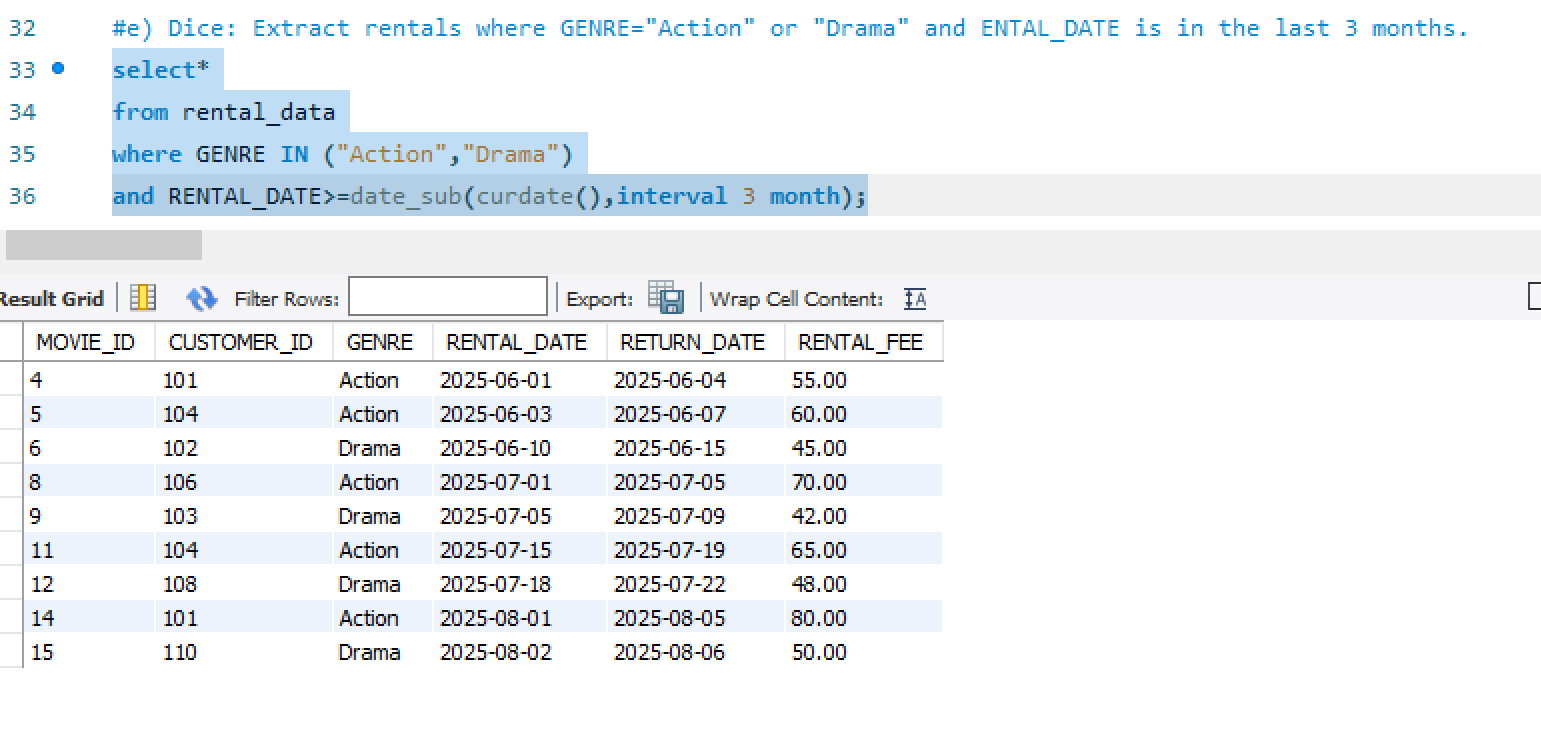 32 #e) Dice: Extract rentals where GENRE="Action" or "Drama" and ENTAL_DATE is in the last 3 months.
33 select*
34 from rental_data
35 where GENRE IN ("Action","Drama")
36 and RENTAL_DATE>=date_sub(curdate(),interval 3 month);
Result Grid Filter Rows: Export: Wrap Cell Content: IA
MOVIE_ID CUSTOMER_ID GENRE RENTAL_DATE RETURN_DATE RENTAL_FEE
4 101 Action 2025-06-01 2025-06-04 55.00
5 104 Action 2025-06-03 2025-06-07 60.00
6 102 Drama 2025-06-10 2025-06-15 45.00
8 106 Action 2025-07-01 2025-07-05 70.00
9 103 Drama 2025-07-05 2025-07-09 42.00
11 104 Action 2025-07-15 2025-07-19 65.00
12 108 Drama 2025-07-18 2025-07-22 48.00
14 101 Action 2025-08-01 2025-08-05 80.00
15 110 Drama 2025-08-02 2025-08-06 50.00